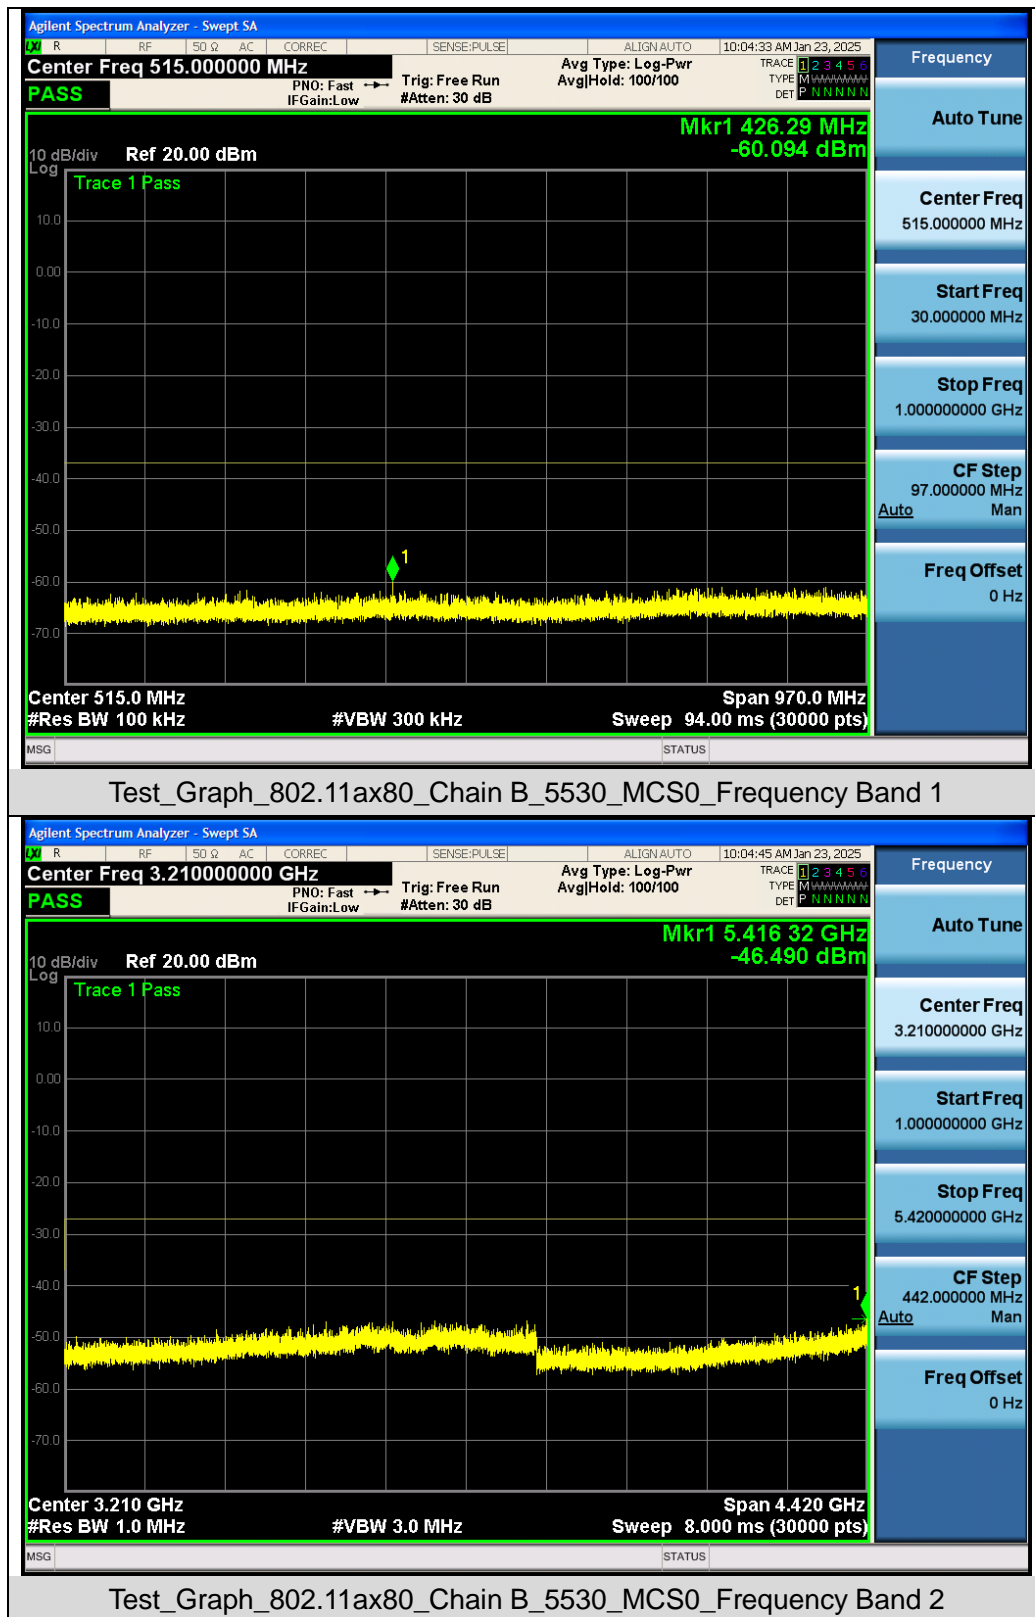 Agilent Spectrum Analyzer - Swept SA
LXI R RF 50 Ω AC CORREC SENSE:PULSE ALIGN AUTO 10:04:33 AM Jan 23, 2025
Center Freq 515.000000 MHz
PASS
PNO: Fast
IFGain:Low
Trig: Free Run
#Atten: 30 dB
Avg Type: Log-Pwr
Avg|Hold: 100/100
TRACE 1 2 3 4 5 6
TYPE M WWWWW
DET P N N N N N
Mkr1 426.29 MHz
-60.094 dBm
10 dB/div Ref 20.00 dBm
Log
Trace 1 Pass
10.0
0.00
-10.0
-20.0
-30.0
-40.0
-50.0
1
-60.0
-70.0
Center 515.0 MHz Span 970.0 MHz
#Res BW 100 kHz #VBW 300 kHz Sweep 94.00 ms (30000 pts)
MSG STATUS
Frequency
Auto Tune
Center Freq
515.000000 MHz
Start Freq
30.000000 MHz
Stop Freq
1.000000000 GHz
CF Step
97.000000 MHz
Auto Man
Freq Offset
0 Hz
Test_Graph_802.11ax80_Chain B_5530_MCS0_Frequency Band 1
Agilent Spectrum Analyzer - Swept SA
LXI R RF 50 Ω AC CORREC SENSE:PULSE ALIGN AUTO 10:04:45 AM Jan 23, 2025
Center Freq 3.210000000 GHz
PASS
PNO: Fast
IFGain:Low
Trig: Free Run
#Atten: 30 dB
Avg Type: Log-Pwr
Avg|Hold: 100/100
TRACE 1 2 3 4 5 6
TYPE M WWWWW
DET P N N N N N
Mkr1 5.416 32 GHz
-46.490 dBm
10 dB/div Ref 20.00 dBm
Log
Trace 1 Pass
10.0
0.00
-10.0
-20.0
-30.0
-40.0
1
-50.0
-60.0
-70.0
Center 3.210 GHz Span 4.420 GHz
#Res BW 1.0 MHz #VBW 3.0 MHz Sweep 8.000 ms (30000 pts)
MSG STATUS
Frequency
Auto Tune
Center Freq
3.210000000 GHz
Start Freq
1.000000000 GHz
Stop Freq
5.420000000 GHz
CF Step
442.000000 MHz
Auto Man
Freq Offset
0 Hz
Test_Graph_802.11ax80_Chain B_5530_MCS0_Frequency Band 2